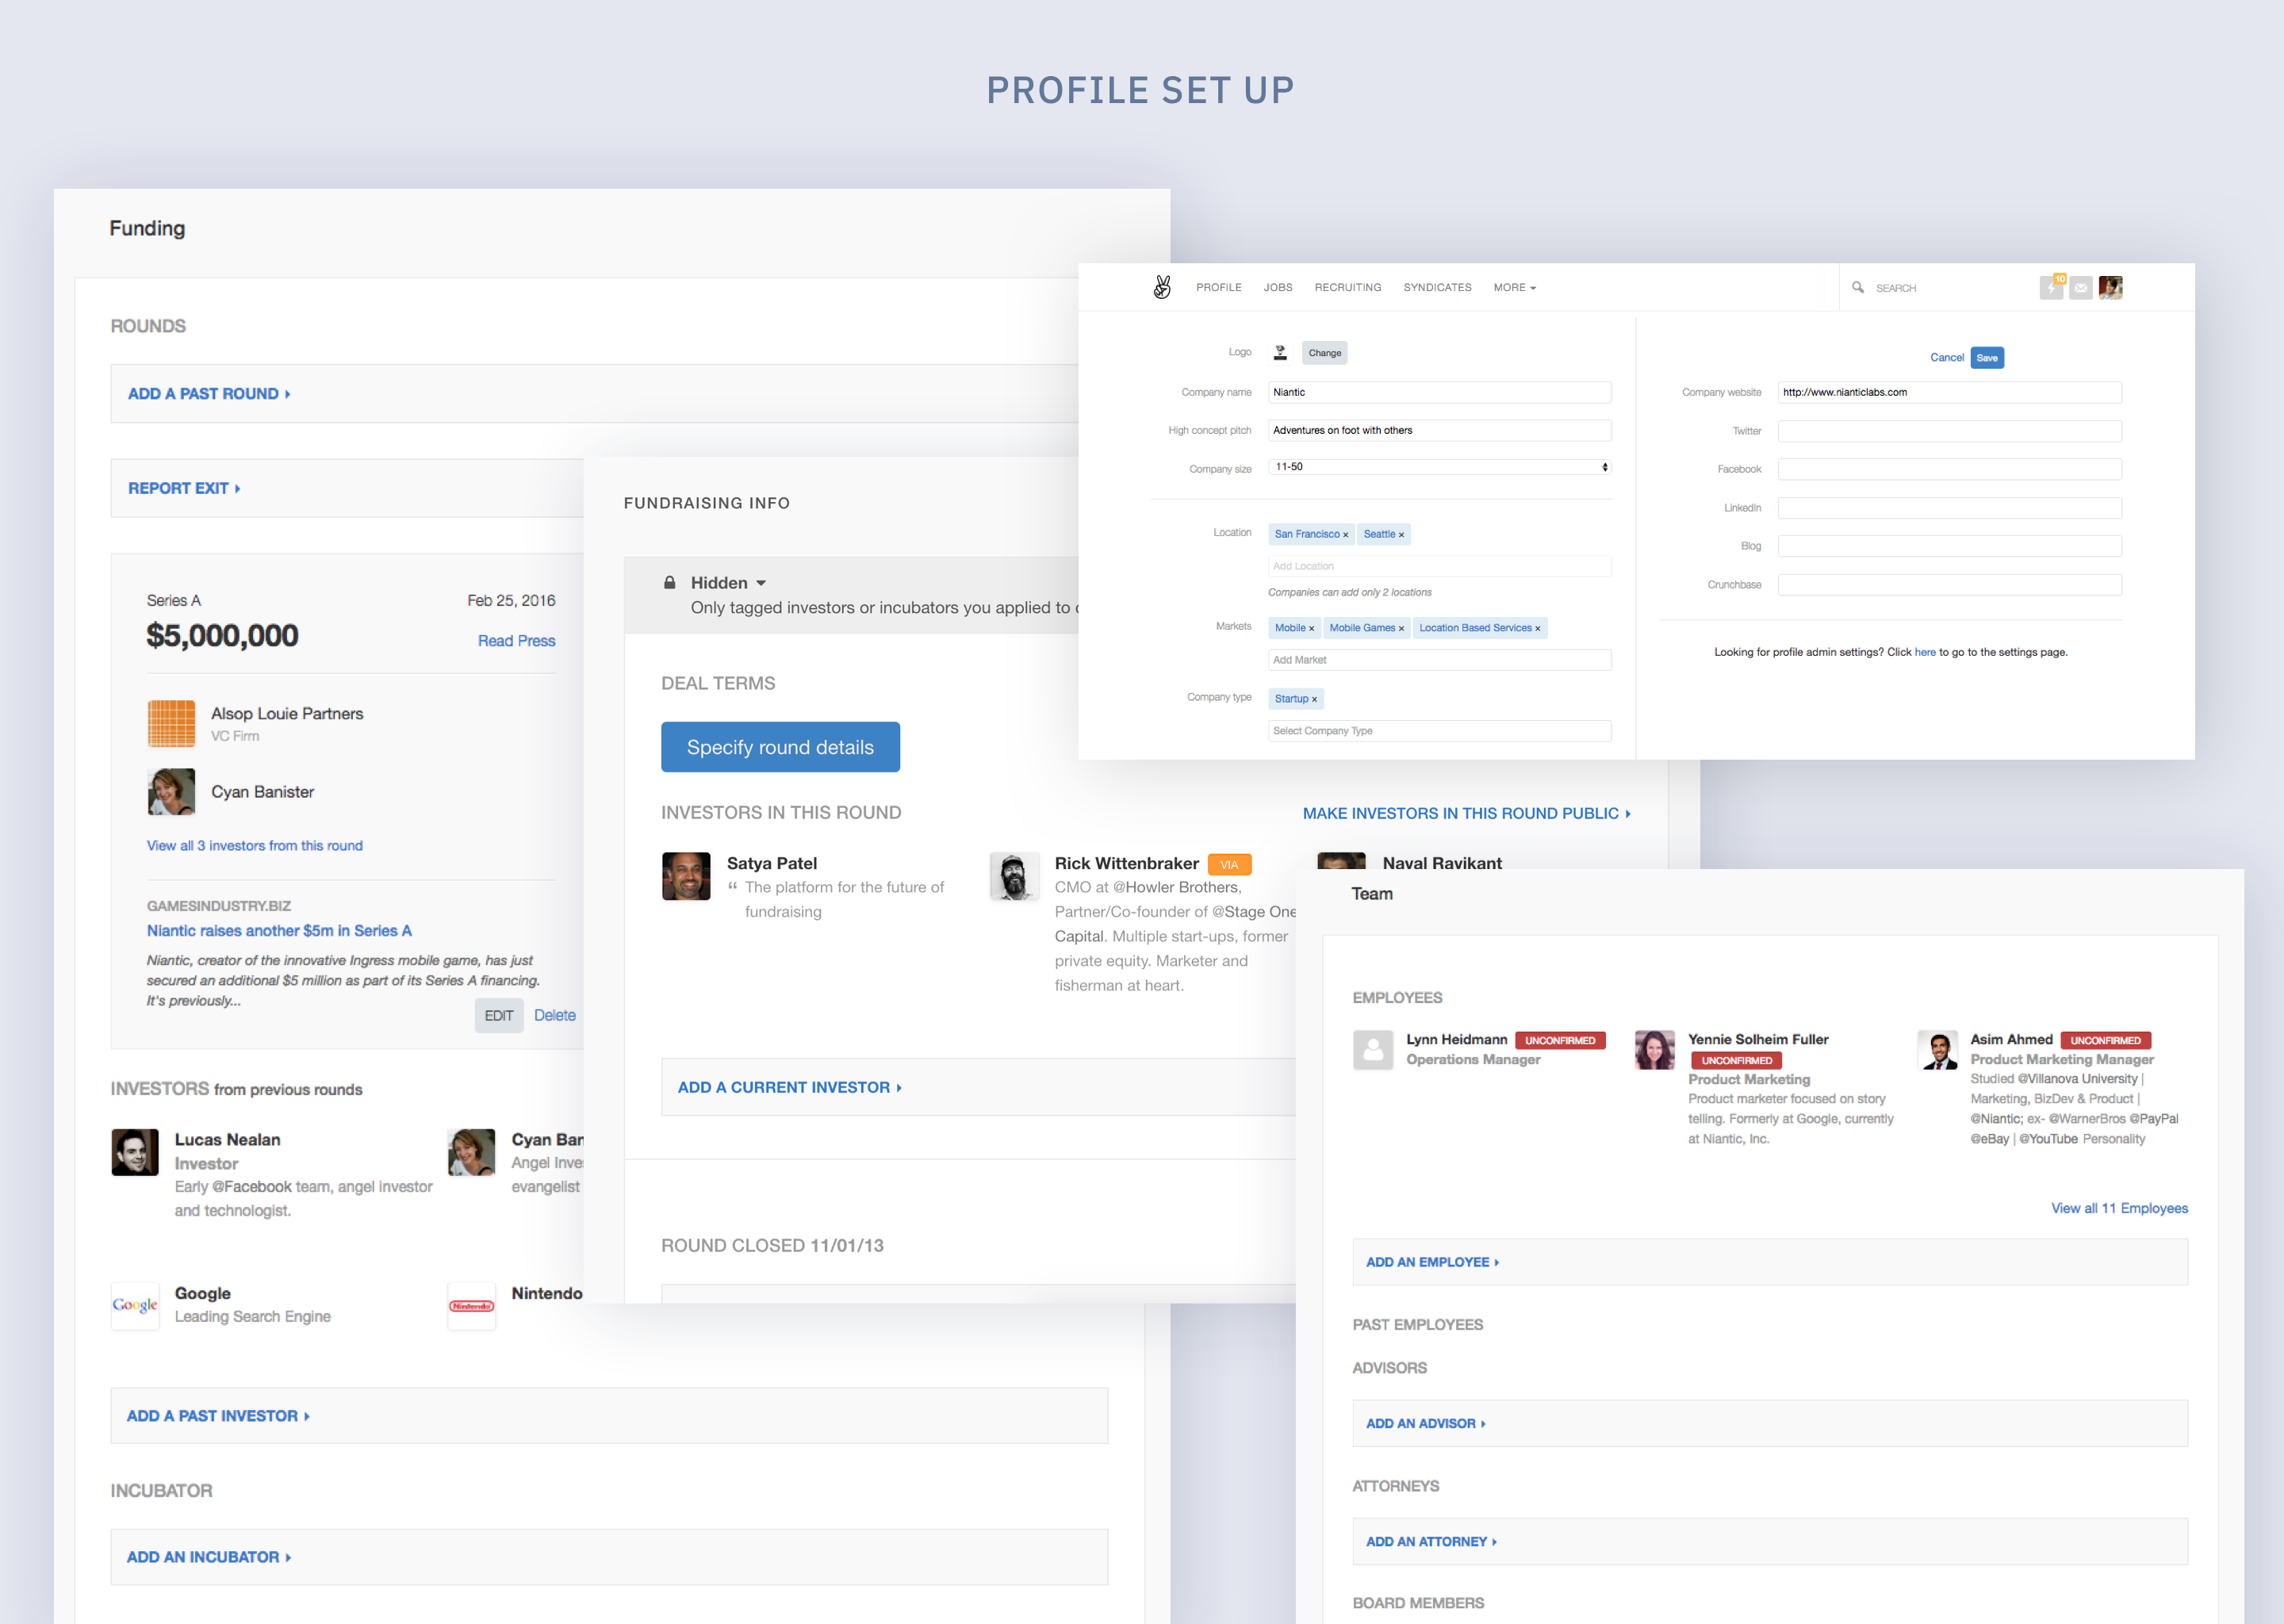 PROFILE SET UP
Funding
ROUNDS
ADD A PAST ROUND
REPORT EXIT
Series A
Feb 25, 2016
$5,000,000
Read Press
Alsop Louie Partners
VC Firm
Cyan Banister
View all 3 investors from this round
GAMESINDUSTRY.BIZ
Niantic raises another $5m in Series A
Niantic, creator of the innovative Ingress mobile game, has just
secured an additional $5 million as part of its Series A financing.
It's previously...
EDIT
Delete
INVESTORS from previous rounds
Lucas Nealan
Investor
Early @Facebook team, angel investor
and technologist.
Cyan Ban
Angel Inve
evangelist
Google
Google
Leading Search Engine
Nintendo
Nintendo
ADD A PAST INVESTOR
INCUBATOR
ADD AN INCUBATOR
FUNDRAISING INFO
Hidden
Only tagged investors or incubators you applied to
DEAL TERMS
Specify round details
INVESTORS IN THIS ROUND
MAKE INVESTORS IN THIS ROUND PUBLIC
Satya Patel
“ The platform for the future of
fundraising
Rick Wittenbraker VIA
CMO at @Howler Brothers,
Partner/Co-founder of @Stage One
Capital. Multiple start-ups, former
private equity. Marketer and
fisherman at heart.
Naval Ravikant
ADD A CURRENT INVESTOR
ROUND CLOSED 11/01/13
PROFILE
JOBS
RECRUITING
SYNDICATES
MORE
SEARCH
10
Logo
Change
Company name
Niantic
High concept pitch
Adventures on foot with others
Company size
11-50
Location
San Francisco × Seattle ×
Add Location
Companies can add only 2 locations
Markets
Mobile × Mobile Games × Location Based Services ×
Add Market
Company type
Startup ×
Select Company Type
Cancel
Save
Company website
http://www.nianticlabs.com
Twitter
Facebook
LinkedIn
Blog
Crunchbase
Looking for profile admin settings? Click here to go to the settings page.
Team
EMPLOYEES
Lynn Heidmann UNCONFIRMED
Operations Manager
Yennie Solheim Fuller
UNCONFIRMED
Product Marketing
Product marketer focused on story
telling. Formerly at Google, currently
at Niantic, Inc.
Asim Ahmed UNCONFIRMED
Product Marketing Manager
Studied @Villanova University |
Marketing, BizDev & Product |
@Niantic; ex- @WarnerBros @PayPal
@eBay | @YouTube Personality
View all 11 Employees
ADD AN EMPLOYEE
PAST EMPLOYEES
ADVISORS
ADD AN ADVISOR
ATTORNEYS
ADD AN ATTORNEY
BOARD MEMBERS